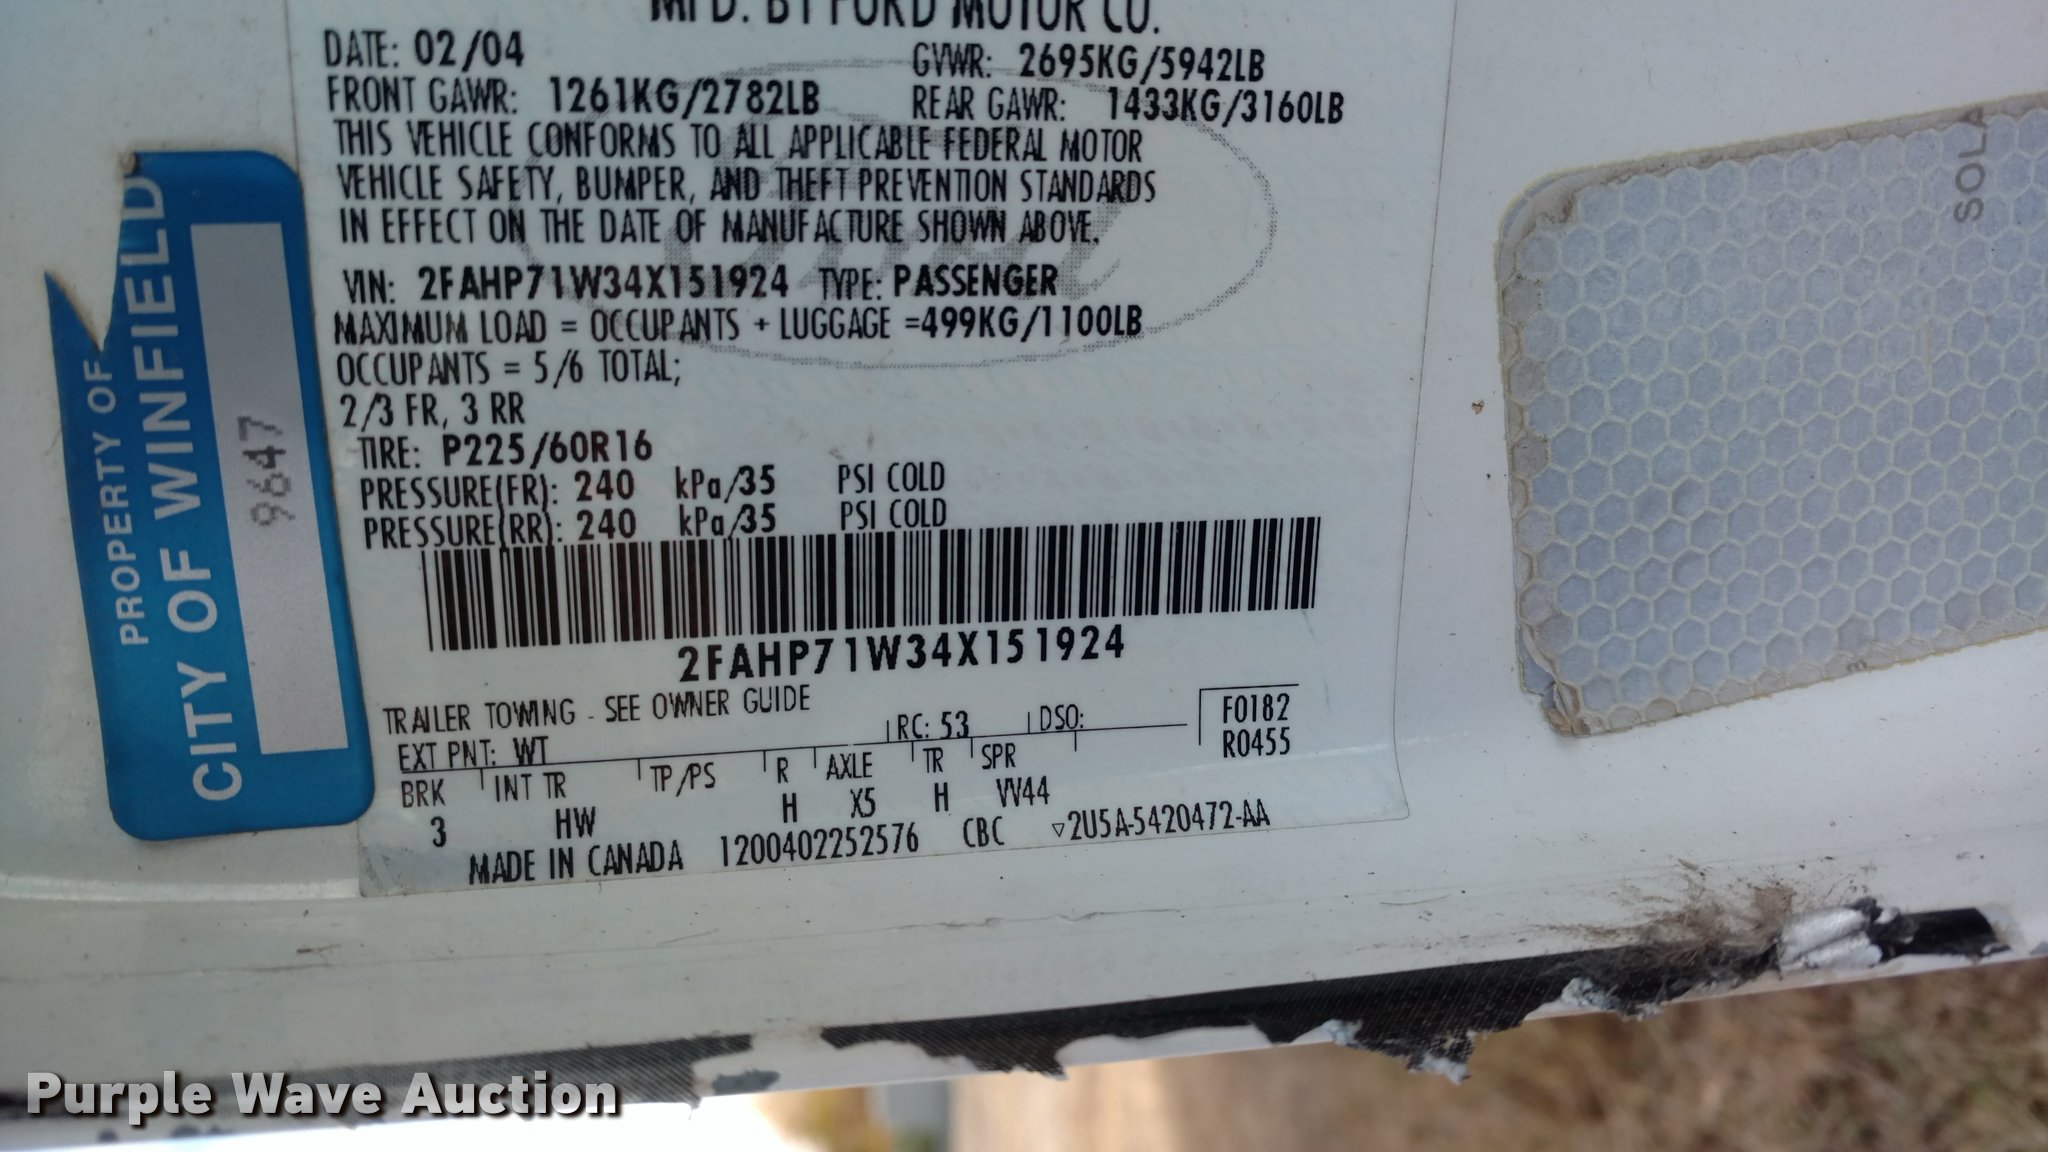 MFD. BY FORD MOTOR CO.
DATE: 02/04 GVWR: 2695KG/5942LB
FRONT GAWR: 1261KG/2782LB REAR GAWR: 1433KG/3160LB
THIS VEHICLE CONFORMS TO ALL APPLICABLE FEDERAL MOTOR
VEHICLE SAFETY, BUMPER, AND THEFT PREVENTION STANDARDS
IN EFFECT ON THE DATE OF MANUFACTURE SHOWN ABOVE.
VIN: 2FAHP71W34X151924 TYPE: PASSENGER
MAXIMUM LOAD = OCCUPANTS + LUGGAGE =499KG/1100LB
OCCUPANTS = 5/6 TOTAL;
2/3 FR, 3 RR
TIRE: P225/60R16
PRESSURE(FR): 240 kPa/35 PSI COLD
PRESSURE(RR): 240 kPa/35 PSI COLD
2FAHP71W34X151924
TRAILER TOWING - SEE OWNER GUIDE
EXT PNT: WT RC: 53 DSO: F0182
R0455
BRK INT TR TP/PS R AXLE TR SPR
3 HW H X5 H VV44
MADE IN CANADA 1200402252576 CBC ▽2U5A-5420472-AA
PROPERTY OF
CITY OF WINFIELD
9647
SOLA
Purple Wave Auction